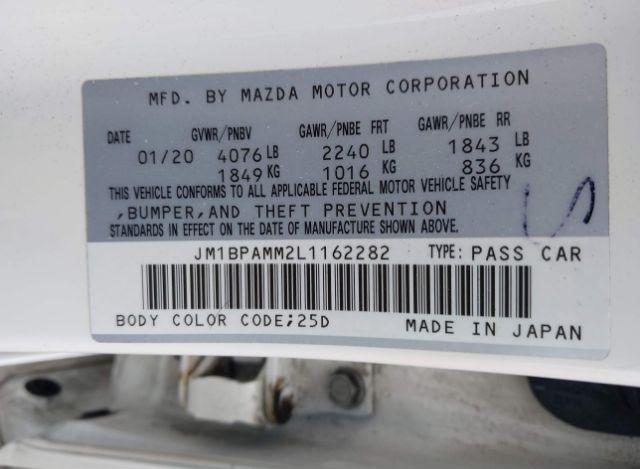 MFD. BY MAZDA MOTOR CORPORATION
DATE GVWR/PNBV GAWR/PNBE FRT GAWR/PNBE RR
01/20 4076 LB 2240 LB 1843 LB
1849 KG 1016 KG 836 KG
THIS VEHICLE CONFORMS TO ALL APPLICABLE FEDERAL MOTOR VEHICLE SAFETY
,BUMPER,AND THEFT PREVENTION
STANDARDS IN EFFECT ON THE DATE OF MANUFACTURE SHOWN ABOVE.
JM1BPAMM2L1162282 TYPE: PASS CAR
BODY COLOR CODE;25D MADE IN JAPAN